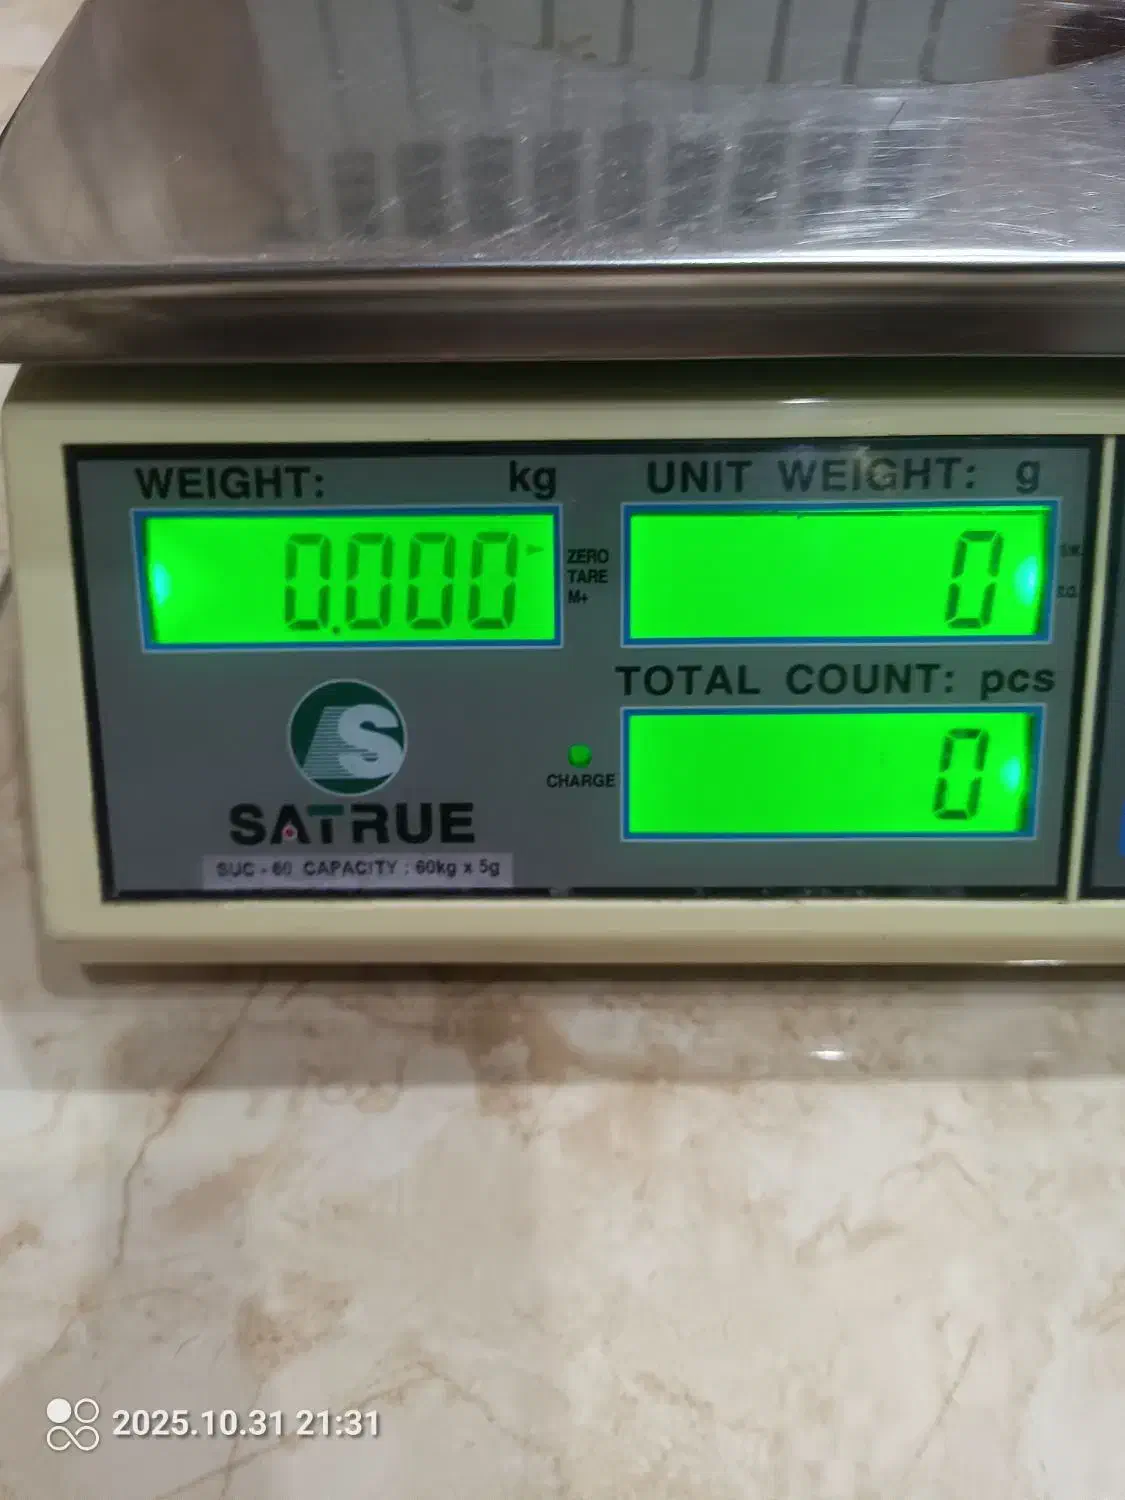 WEIGHT: kg
0.000
ZERO
TARE
M+
UNIT WEIGHT: g
0
TOTAL COUNT: pcs
0
CHARGE
S
SATRUE
SUC - 60 CAPACITY : 60kg x 5g
2025.10.31 21:31